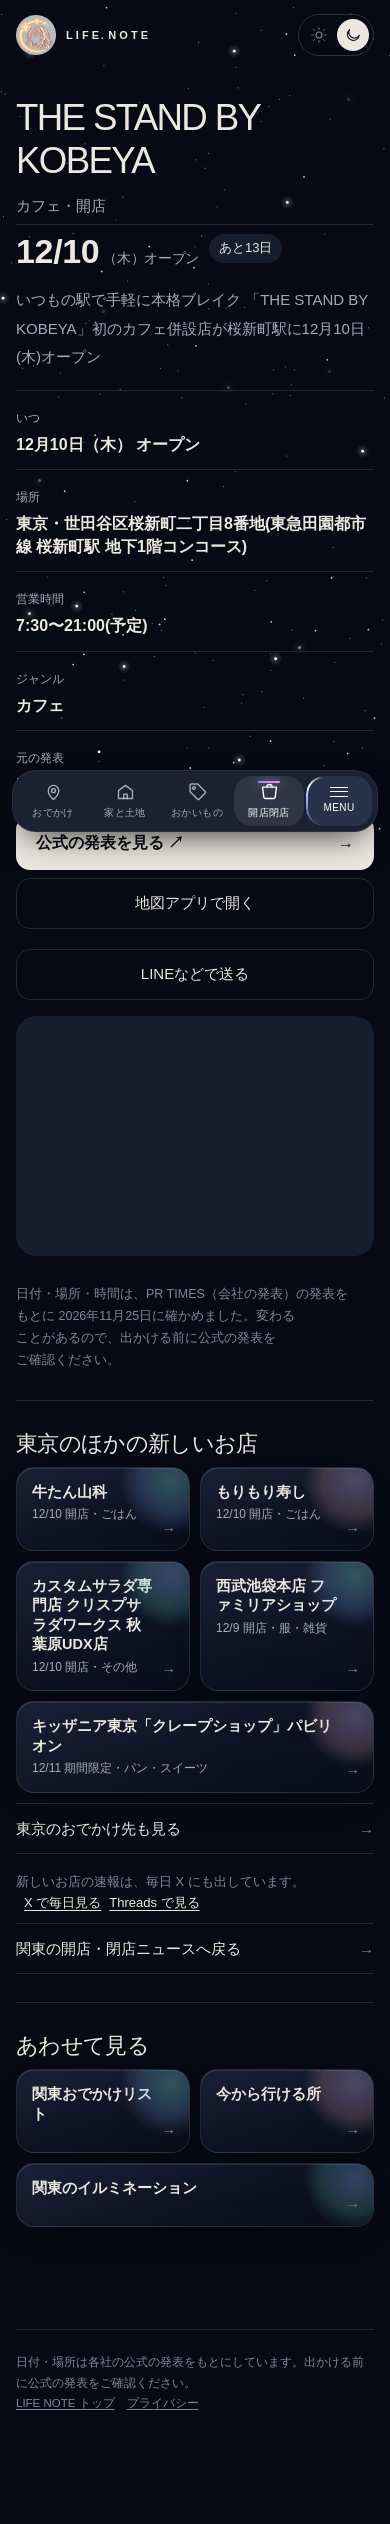 LIFE.NOTE
THE STAND BY
KOBEYA
カフェ・開店
12/10（木）オープン あと13日
いつもの駅で手軽に本格ブレイク 「THE STAND BY
KOBEYA」初のカフェ併設店が桜新町駅に12月10日
(木)オープン
いつ
12月10日（木） オープン
場所
東京・世田谷区桜新町二丁目8番地(東急田園都市
線 桜新町駅 地下1階コンコース)
営業時間
7:30〜21:00(予定)
ジャンル
カフェ
元の発表
おでかけ 家と土地 おかいもの 開店閉店 MENU
公式の発表を見る ↗ →
地図アプリで開く
LINEなどで送る
日付・場所・時間は、PR TIMES（会社の発表）の発表を
もとに 2026年11月25日に確かめました。変わる
ことがあるので、出かける前に公式の発表を
ご確認ください。
東京のほかの新しいお店
牛たん山科
12/10 開店・ごはん
→
もりもり寿し
12/10 開店・ごはん
→
カスタムサラダ専
門店 クリスプサ
ラダワークス 秋
葉原UDX店
12/10 開店・その他
→
西武池袋本店 フ
ァミリアショップ
12/9 開店・服・雑貨
→
キッザニア東京「クレープショップ」パビリ
オン
12/11 期間限定・パン・スイーツ
→
東京のおでかけ先も見る →
新しいお店の速報は、毎日 X にも出しています。
X で毎日見る Threads で見る
関東の開店・閉店ニュースへ戻る →
あわせて見る
関東おでかけリス
ト
→
今から行ける所
→
関東のイルミネーション
→
日付・場所は各社の公式の発表をもとにしています。出かける前
に公式の発表をご確認ください。
LIFE NOTE トップ プライバシー